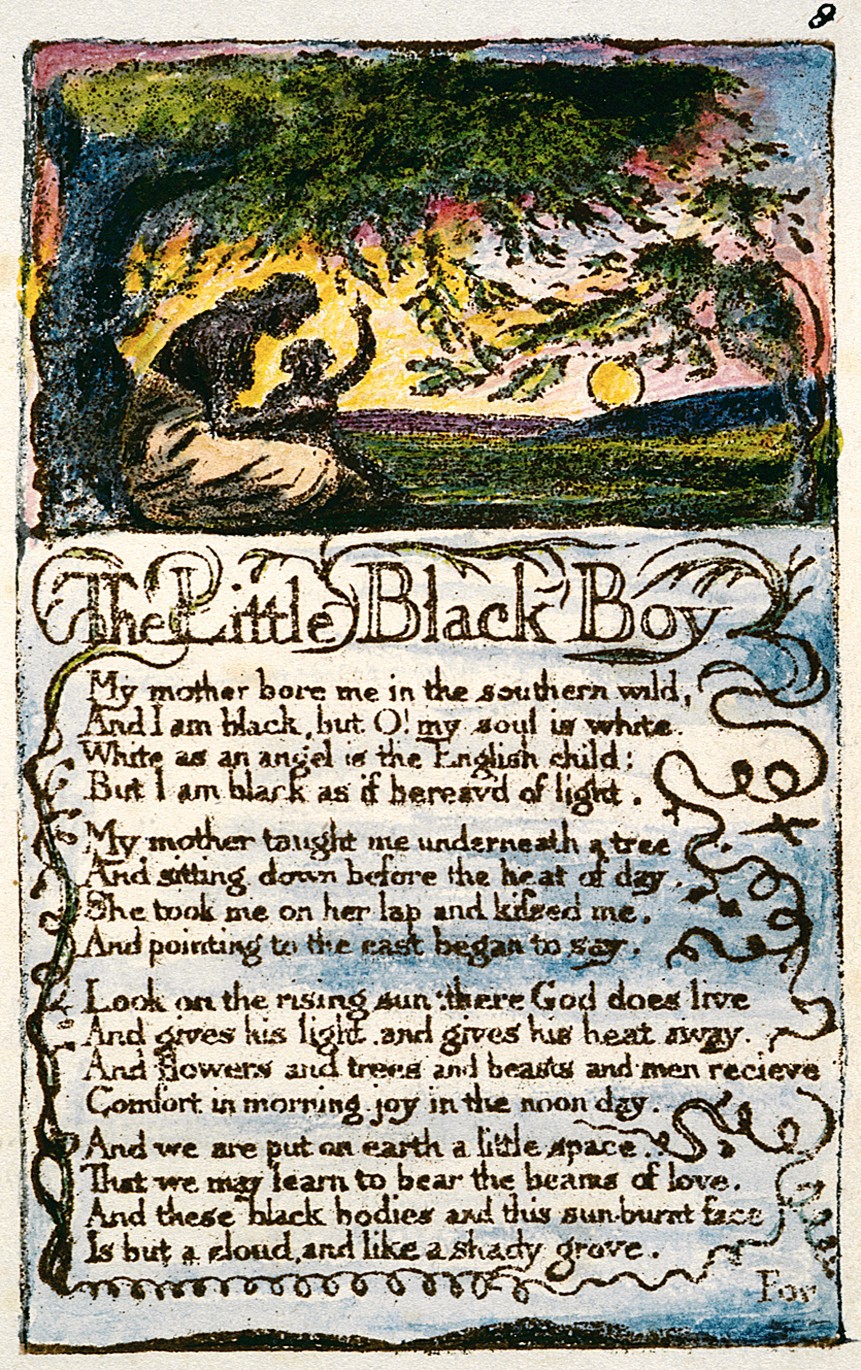 8
The Little Black Boy
My mother bore me in the southern wild,
And I am black, but O! my soul is white.
White as an angel is the English child:
But I am black as if bereav'd of light.
My mother taught me underneath a tree
And sitting down before the heat of day.
She took me on her lap and kissed me.
And pointing to the east began to say.
Look on the rising sun: there God does live
And gives his light, and gives his heat away.
And flowers and trees and beasts and men recieve
Comfort in morning joy in the noon day.
And we are put on earth a little space.
That we may learn to bear the beams of love.
And these black bodies and this sun-burnt face
Is but a cloud, and like a shady grove.
For